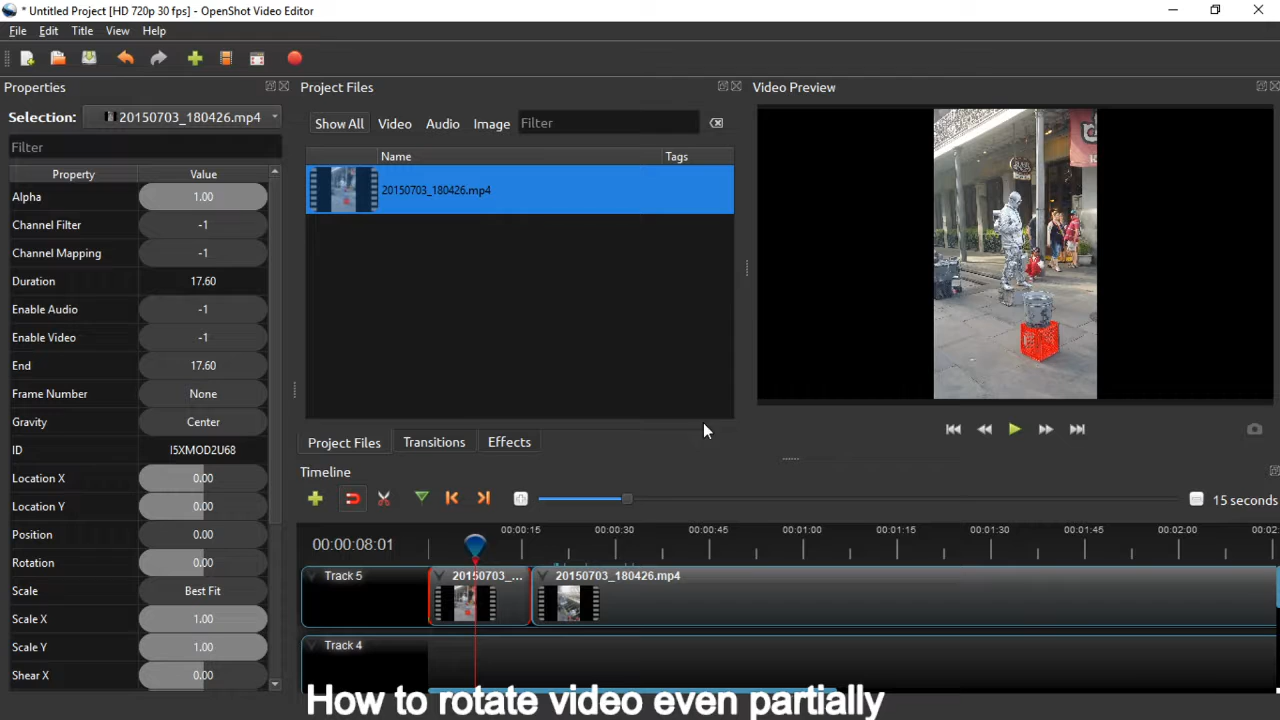 * Untitled Project [HD 720p 30 fps] - OpenShot Video Editor
File Edit Title View Help
Properties
Project Files
Video Preview
Selection: 20150703_180426.mp4
Show All Video Audio Image Filter
Filter
Name Tags
Property Value
20150703_180426.mp4
Alpha 1.00
Channel Filter -1
Channel Mapping -1
Duration 17.60
Enable Audio -1
Enable Video -1
End 17.60
Frame Number None
Gravity Center
ID I5XMOD2U68
Project Files Transitions Effects
Timeline
Location X 0.00
Location Y 0.00
15 seconds
Position 0.00
00:00:08:01
00:00:15 00:00:30 00:00:45 00:01:00 00:01:15 00:01:30 00:01:45 00:02:00 00:02:
Rotation 0.00
Track 5 20150703_... 20150703_180426.mp4
Scale Best Fit
Scale X 1.00
Scale Y 1.00
Track 4
Shear X 0.00
How to rotate video even partially